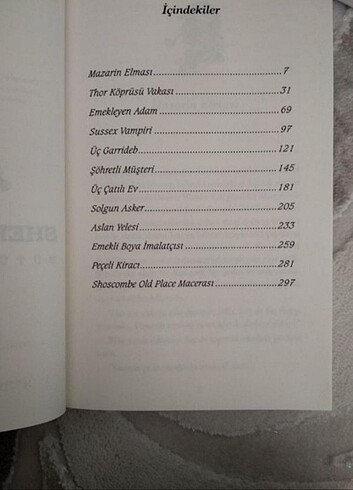 İçindekiler
Mazarin Elması 7
Thor Köprüsü Vakası 31
Emekleyen Adam 69
Sussex Vampiri 97
Üç Garrideb 121
Şöhretli Müşteri 145
Üç Çatılı Ev 181
Solgun Asker 205
Aslan Yelesi 233
Emekli Boya İmalatçısı 259
Peçeli Kiracı 281
Shoscombe Old Place Macerası 297